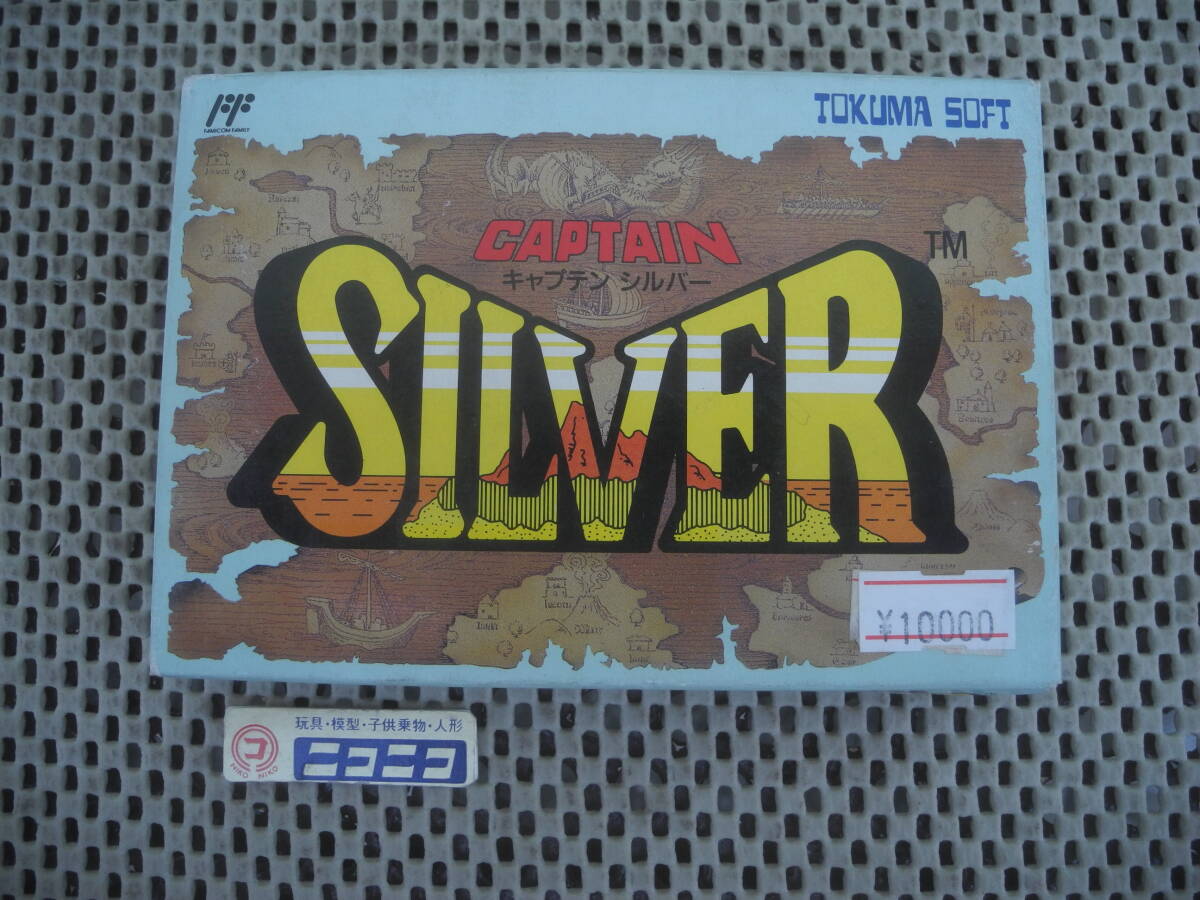 FAMICOM FAMILY
TOKUMA SOFT
CAPTAIN
TM
キャプテン シルバー
SILVER
¥10000
玩具・模型・子供乗物・人形
コ
ニコニコ
NIKO NIKO